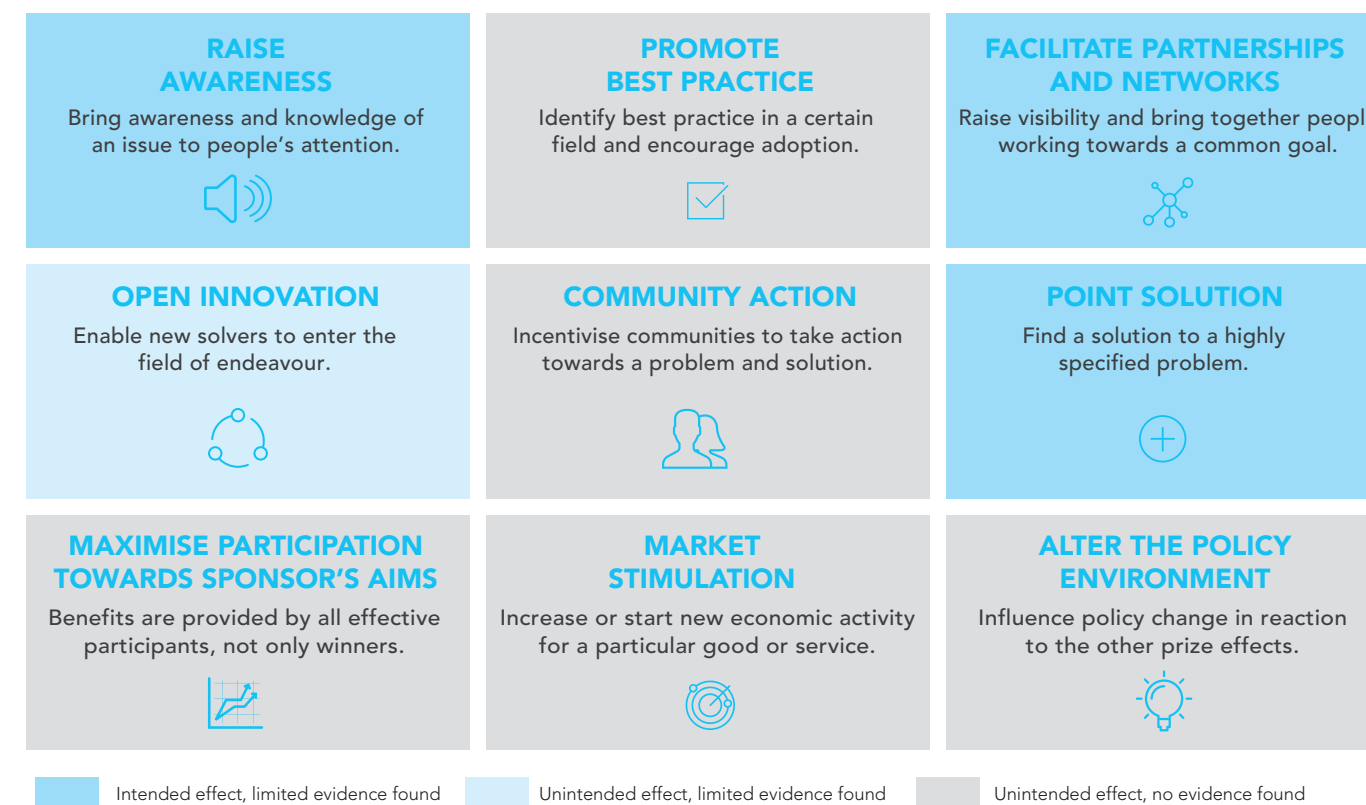 RAISE
AWARENESS
Bring awareness and knowledge of
an issue to people's attention.
PROMOTE
BEST PRACTICE
Identify best practice in a certain
field and encourage adoption.
FACILITATE PARTNERSHIPS
AND NETWORKS
Raise visibility and bring together peopl
working towards a common goal.
OPEN INNOVATION
Enable new solvers to enter the
field of endeavour.
COMMUNITY ACTION
Incentivise communities to take action
towards a problem and solution.
POINT SOLUTION
Find a solution to a highly
specified problem.
MAXIMISE PARTICIPATION
TOWARDS SPONSOR'S AIMS
Benefits are provided by all effective
participants, not only winners.
MARKET
STIMULATION
Increase or start new economic activity
for a particular good or service.
ALTER THE POLICY
ENVIRONMENT
Influence policy change in reaction
to the other prize effects.
Intended effect, limited evidence found
Unintended effect, limited evidence found
Unintended effect, no evidence found